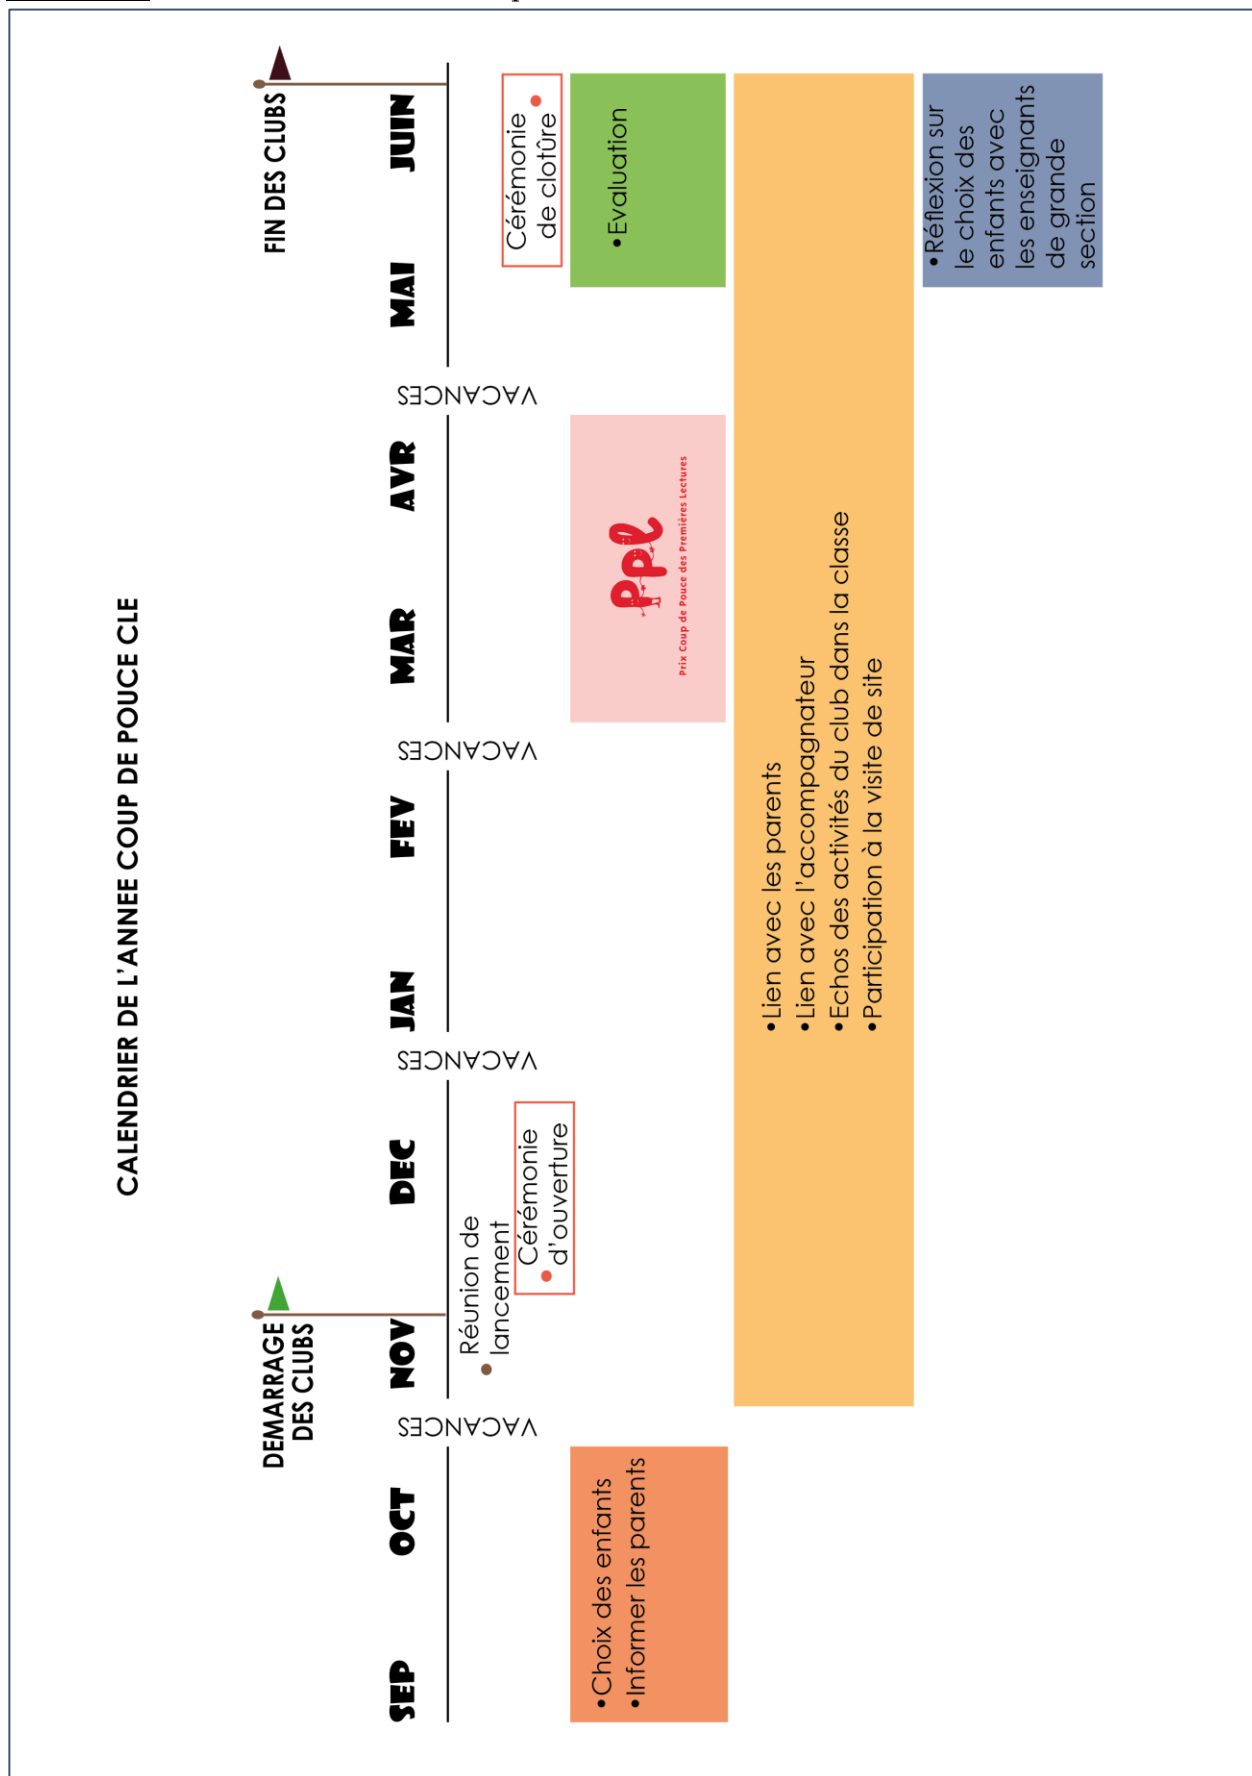 CALENDRIER DE L'ANNEE COUP DE POUCE CLE
DEMARRAGE
DES CLUBS
FIN DES CLUBS
SEP
OCT
VACANCES
NOV
DEC
VACANCES
JAN
FEV
VACANCES
MAR
AVR
VACANCES
MAI
JUIN
Réunion de
lancement
Cérémonie
d'ouverture
Cérémonie
de clotûre
•Choix des enfants
•Informer les parents
ppl
Prix Coup de Pouce des Premières Lectures
•Evaluation
•Lien avec les parents
•Lien avec l'accompagnateur
•Echos des activités du club dans la classe
•Participation à la visite de site
•Réflexion sur
le choix des
enfants avec
les enseignants
de grande
section